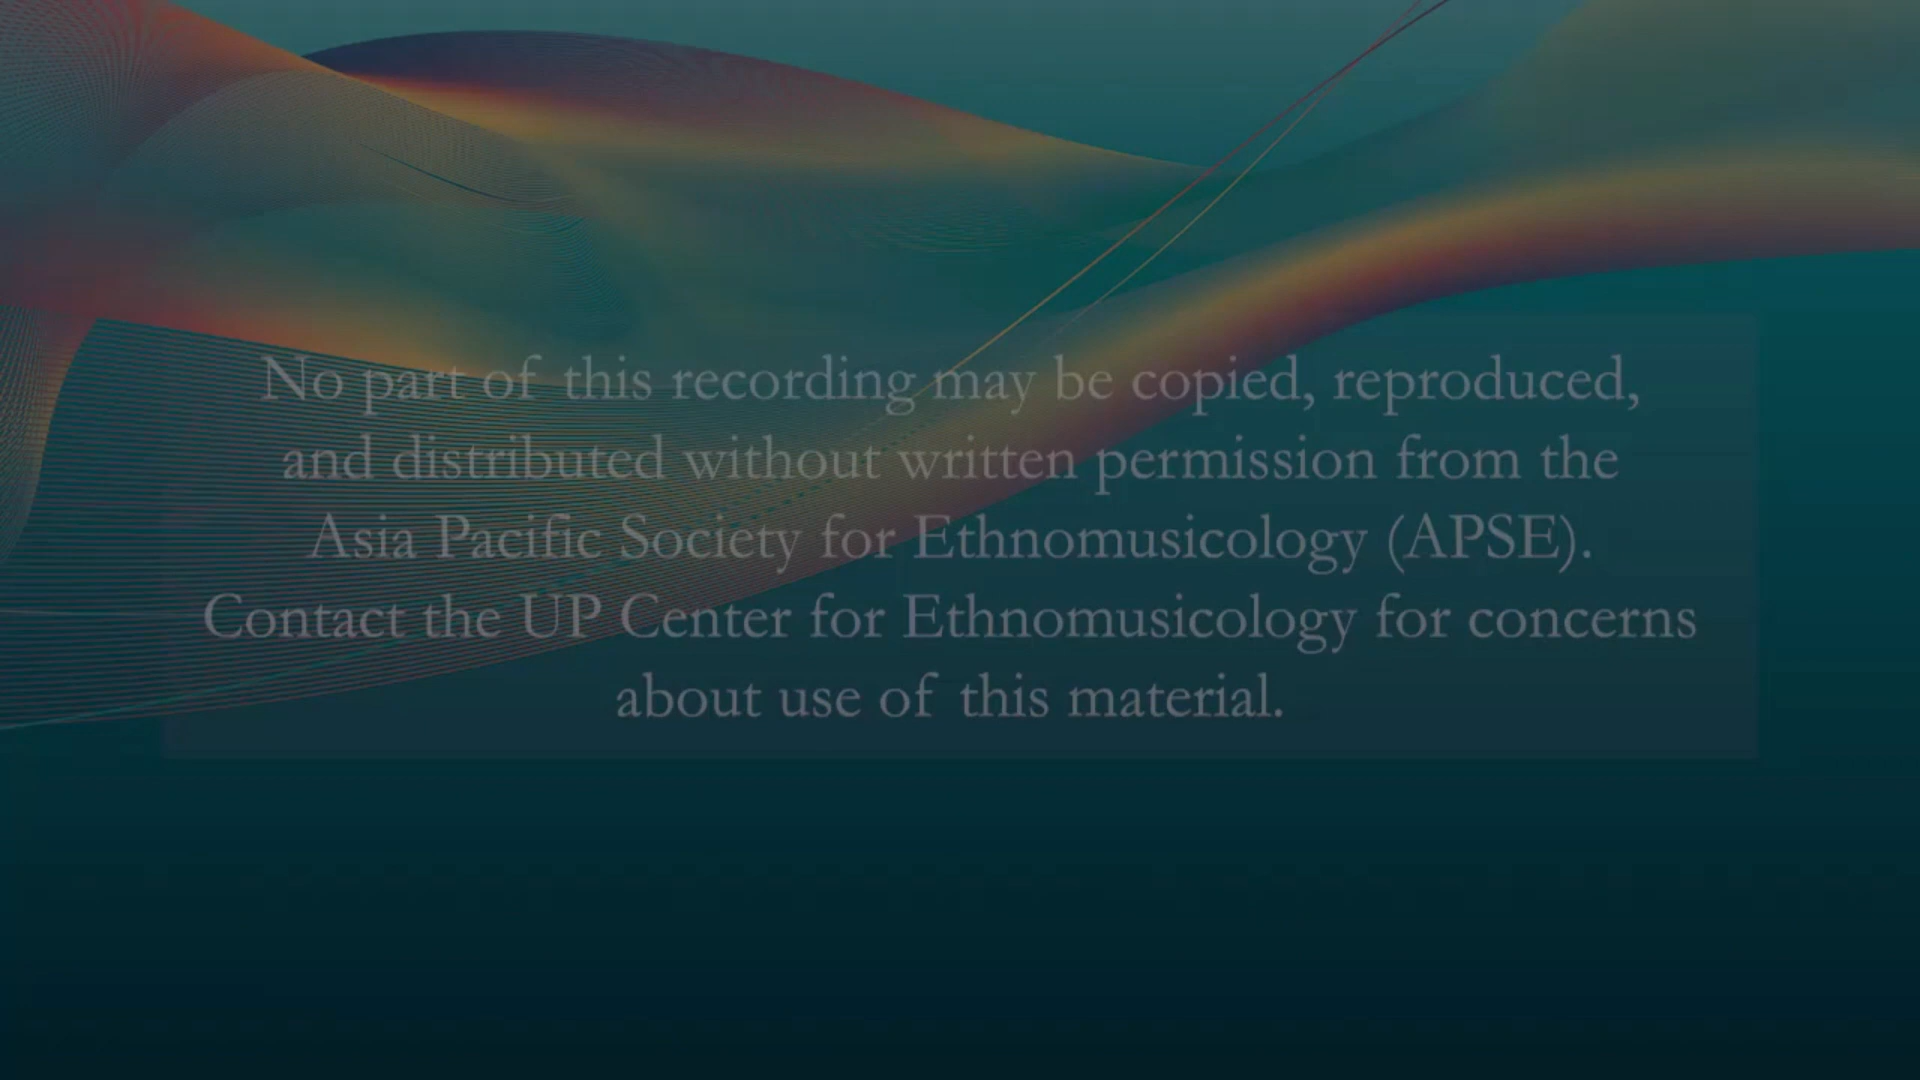 No part of this recording may be copied, reproduced,
and distributed without written permission from the
Asia Pacific Society for Ethnomusicology (APSE).
Contact the UP Center for Ethnomusicology for concerns
about use of this material.